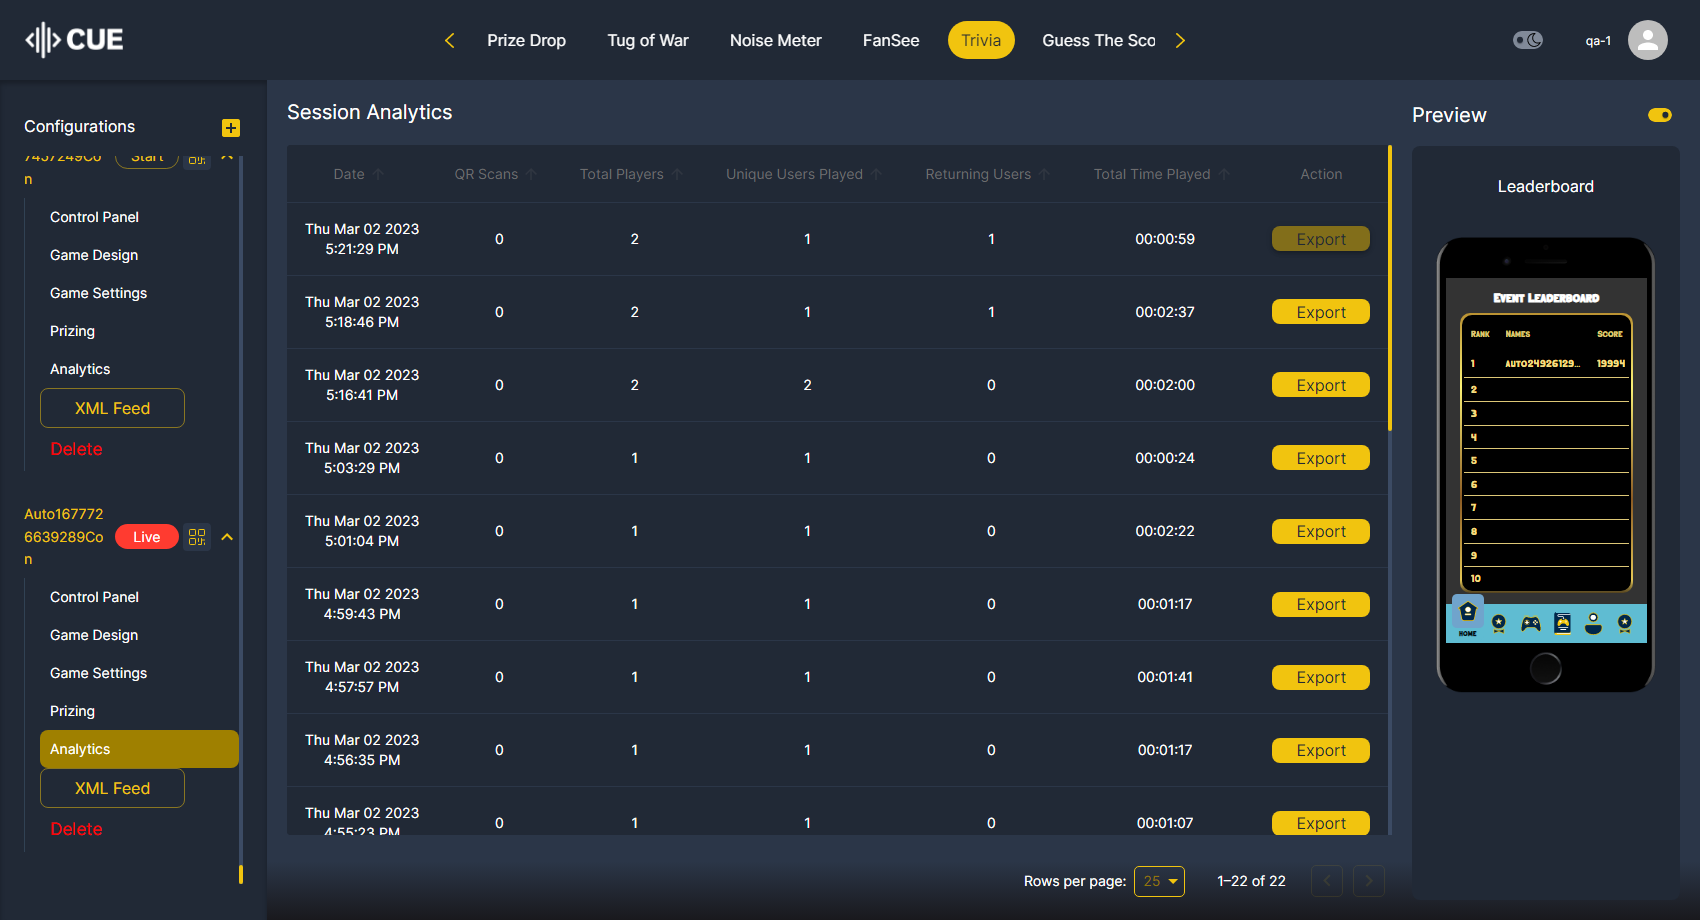 CUE
Prize Drop
Tug of War
Noise Meter
FanSee
Trivia
Guess The Sco
qa-1
Configurations
7457249Co
n
Start
Control Panel
Game Design
Game Settings
Prizing
Analytics
XML Feed
Delete
Auto167772
6639289Co
n
Live
Control Panel
Game Design
Game Settings
Prizing
Analytics
XML Feed
Delete
Session Analytics
Date QR Scans Total Players Unique Users Played Returning Users Total Time Played Action
Thu Mar 02 2023
5:21:29 PM 0 2 1 1 00:00:59 Export
Thu Mar 02 2023
5:18:46 PM 0 2 1 1 00:02:37 Export
Thu Mar 02 2023
5:16:41 PM 0 2 2 0 00:02:00 Export
Thu Mar 02 2023
5:03:29 PM 0 1 1 0 00:00:24 Export
Thu Mar 02 2023
5:01:04 PM 0 1 1 0 00:02:22 Export
Thu Mar 02 2023
4:59:43 PM 0 1 1 0 00:01:17 Export
Thu Mar 02 2023
4:57:57 PM 0 1 1 0 00:01:41 Export
Thu Mar 02 2023
4:56:35 PM 0 1 1 0 00:01:17 Export
Thu Mar 02 2023
4:55:23 PM 0 1 1 0 00:01:07 Export
Rows per page: 25 1–22 of 22
Preview
Leaderboard
Event Leaderboard
Rank Names Score
1 auto24926129... 19994
2
3
4
5
6
7
8
9
10
HOME